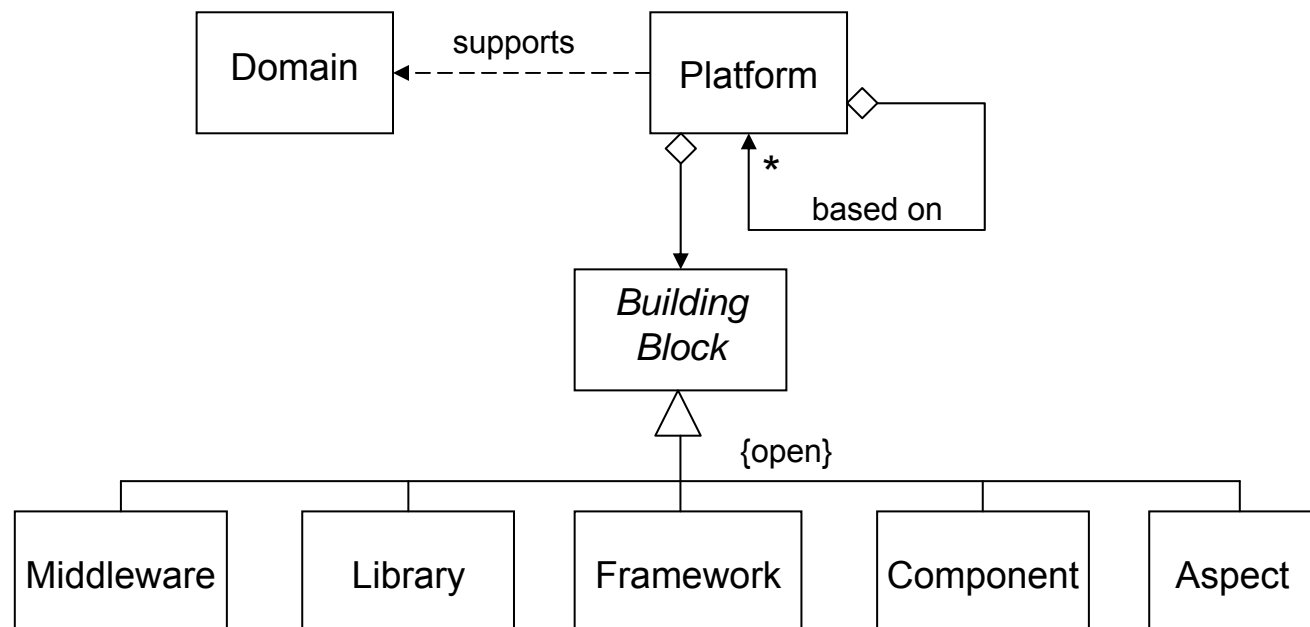 Domain
supports
Platform
*
based on
Building
Block
{open}
Middleware
Library
Framework
Component
Aspect